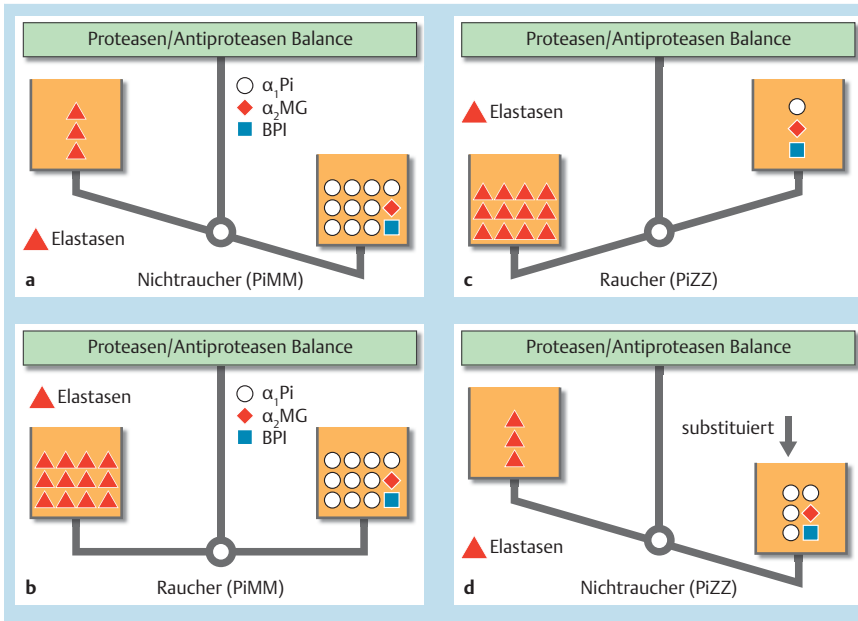 Proteasen/Antiproteasen Balance
α₁Pi
α₂MG
BPI
Elastasen
a
Nichtraucher (PiMM)
Proteasen/Antiproteasen Balance
Elastasen
α₁Pi
α₂MG
BPI
b
Raucher (PiMM)
Proteasen/Antiproteasen Balance
Elastasen
c
Raucher (PiZZ)
Proteasen/Antiproteasen Balance
substituiert
Elastasen
d
Nichtraucher (PiZZ)